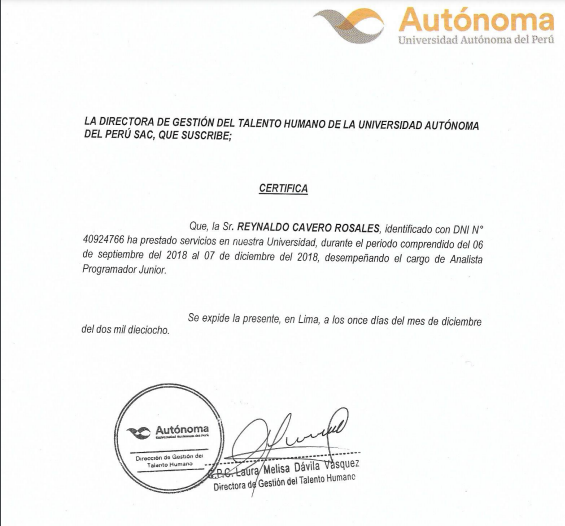 Autónoma
Universidad Autónoma del Perú
LA DIRECTORA DE GESTIÓN DEL TALENTO HUMANO DE LA UNIVERSIDAD AUTÓNOMA
DEL PERÚ SAC, QUE SUSCRIBE;
CERTIFICA
Que, la Sr. REYNALDO CAVERO ROSALES, identificado con DNI N°
40924766 ha prestado servicios en nuestra Universidad, durante el periodo comprendido del 06
de septiembre del 2018 al 07 de diciembre del 2018, desempeñando el cargo de Analista
Programador Junior.
Se expide la presente, en Lima, a los once días del mes de diciembre
del dos mil dieciocho.
Autónoma
Universidad Autónoma del Perú
Dirección de Gestión del
Talento Humano
C.P.C. Laura Melisa Dávila Vásquez
Directora de Gestión del Talento Humano